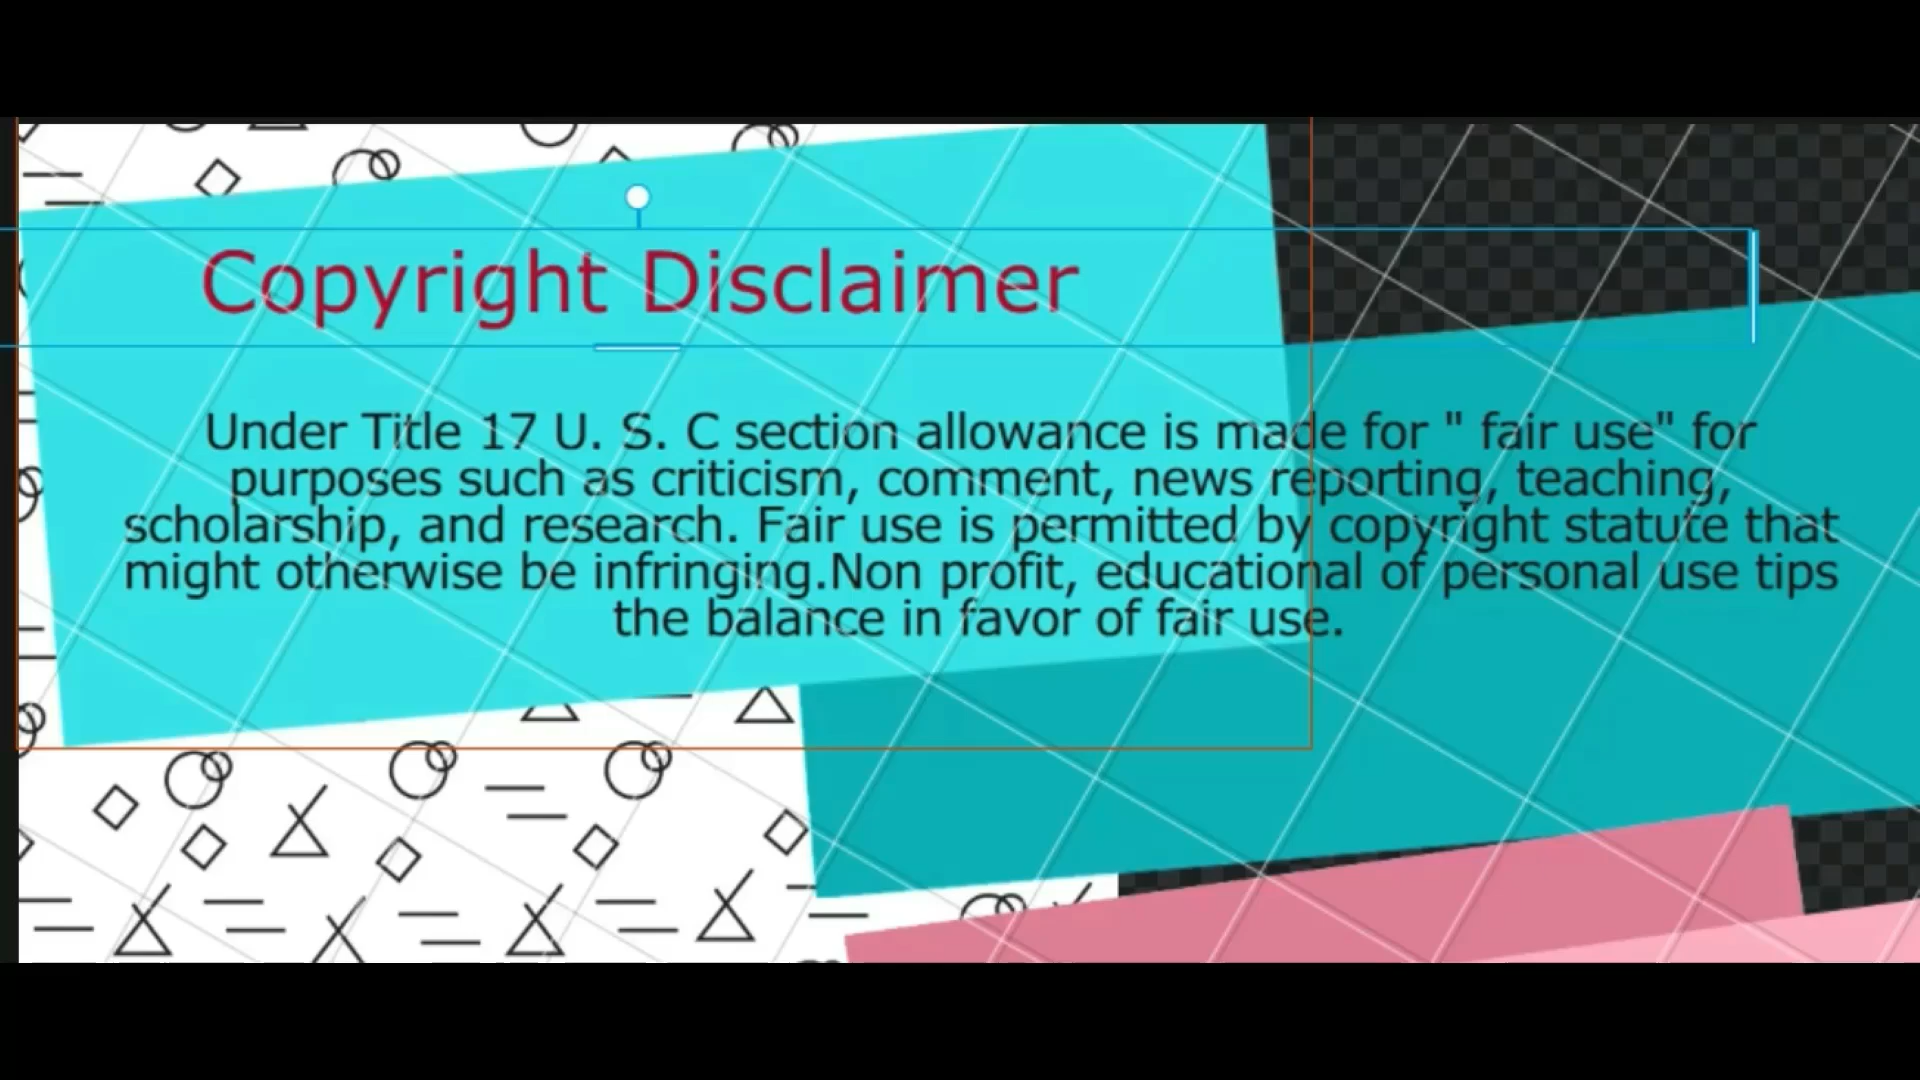 Copyright Disclaimer
Under Title 17 U. S. C section allowance is made for " fair use" for
purposes such as criticism, comment, news reporting, teaching,
scholarship, and research. Fair use is permitted by copyright statute that
might otherwise be infringing.Non profit, educational of personal use tips
the balance in favor of fair use.